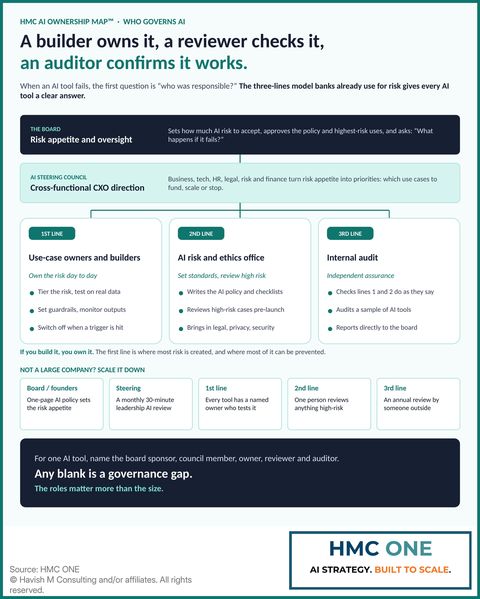 HMC AI OWNERSHIP MAP™ · WHO GOVERNS AI
A builder owns it, a reviewer checks it,
an auditor confirms it works.
When an AI tool fails, the first question is “who was responsible?” The three-lines model banks already use for risk gives every AI
tool a clear answer.
THE BOARD
Risk appetite and oversight
Sets how much AI risk to accept, approves the policy and highest-risk uses, and asks: “What
happens if it fails?”
AI STEERING COUNCIL
Cross-functional CXO direction
Business, tech, HR, legal, risk and finance turn risk appetite into priorities: which use cases to
fund, scale or stop.
1ST LINE
Use-case owners and builders
Own the risk day to day
Tier the risk, test on real data
Set guardrails, monitor outputs
Switch off when a trigger is hit
2ND LINE
AI risk and ethics office
Set standards, review high risk
Writes the AI policy and checklists
Reviews high-risk cases pre-launch
Brings in legal, privacy, security
3RD LINE
Internal audit
Independent assurance
Checks lines 1 and 2 do as they say
Audits a sample of AI tools
Reports directly to the board
If you build it, you own it. The first line is where most risk is created, and where most of it can be prevented.
NOT A LARGE COMPANY? SCALE IT DOWN
Board / founders
One-page AI policy sets
the risk appetite
Steering
A monthly 30-minute
leadership AI review
1st line
Every tool has a named
owner who tests it
2nd line
One person reviews
anything high-risk
3rd line
An annual review by
someone outside
For one AI tool, name the board sponsor, council member, owner, reviewer and auditor.
Any blank is a governance gap.
The roles matter more than the size.
HMC ONE
AI STRATEGY. BUILT TO SCALE.
Source: HMC ONE
© Havish M Consulting and/or affiliates. All rights
reserved.